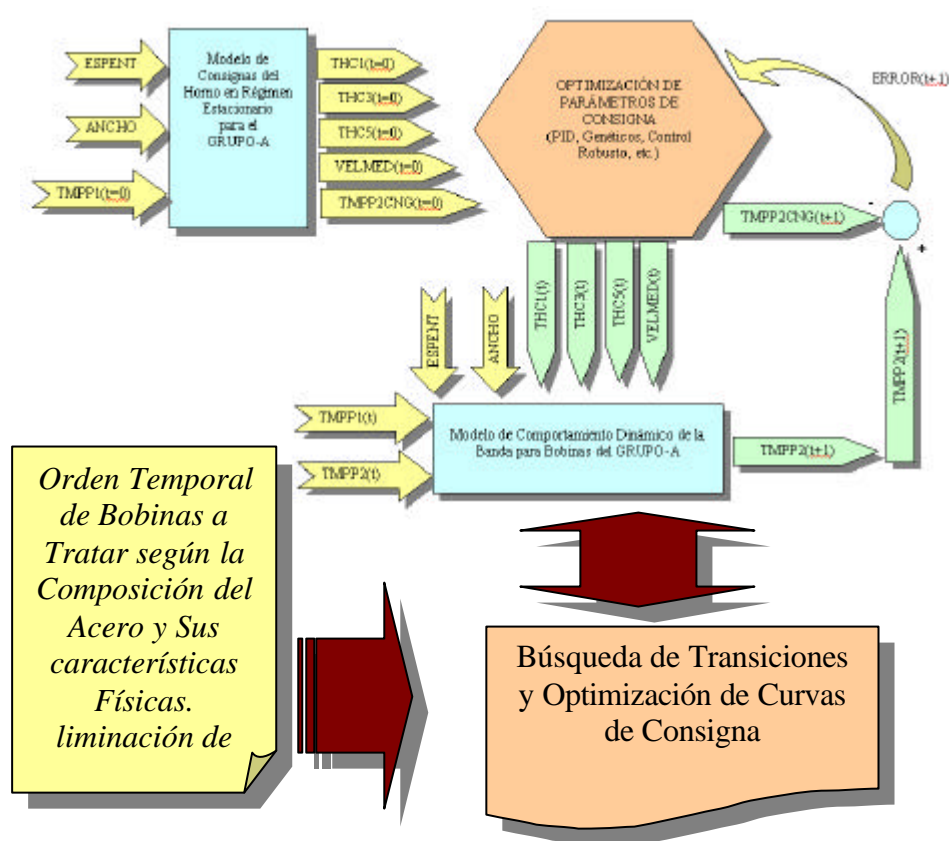 ESPENT
ANCHO
TMPP1(t=0)
Modelo de
Consignas del
Horno en Régimen
Estacionario
para el
GRUPO-A
THC1(t=0)
THC3(t=0)
THC5(t=0)
VELMED(t=0)
TMPP2CNG(t=0)
OPTIMIZACIÓN DE
PARÁMETROS DE
CONSIGNA
(PID, Genéticos, Control
Robusto, etc.)
ERROR(t+1)
TMPP2CNG(t+1)
-
+
THC1(t)
THC3(t)
THC5(t)
VELMED(t)
ESPENT
ANCHO
TMPP2(t+1)
TMPP1(t)
TMPP2(t)
Modelo de Comportamiento Dinámico de la
Banda para Bobinas del GRUPO-A
TMPP2(t+1)
Orden Temporal
de Bobinas a
Tratar según la
Composición del
Acero y Sus
características
Físicas.
liminación de
Búsqueda de Transiciones
y Optimización de Curvas
de Consigna